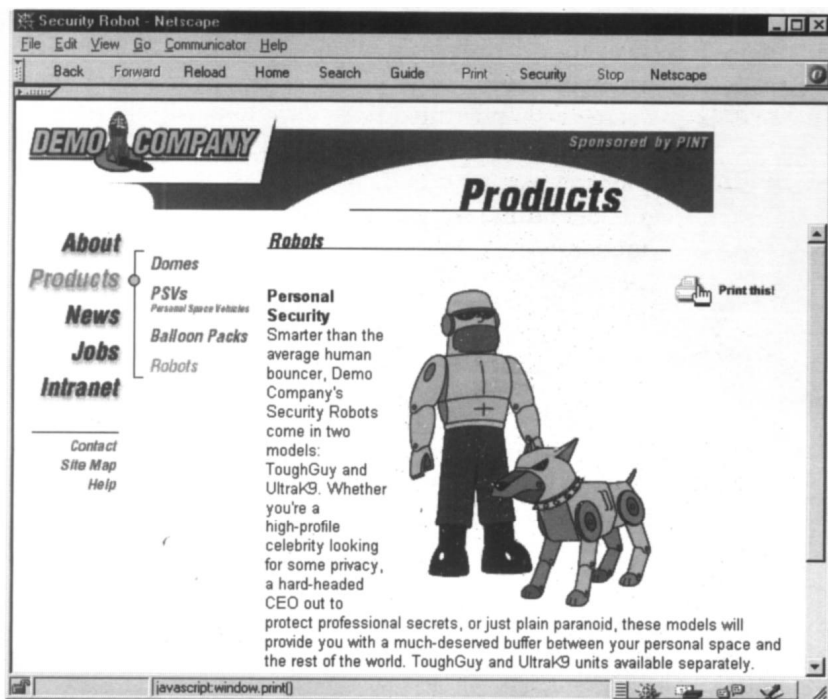 Security Robot - Netscape
File Edit View Go Communicator Help
Back Forward Reload Home Search Guide Print Security Stop Netscape
DEMO COMPANY
Sponsored by PINT
Products
About
Products
News
Jobs
Intranet
Contact
Site Map
Help
Domes
PSVs
Personal Space Vehicles
Balloon Packs
Robots
Robots
Print this!
Personal
Security
Smarter than the
average human
bouncer, Demo
Company's
Security Robots
come in two
models:
ToughGuy and
UltraK9. Whether
you're a
high-profile
celebrity looking
for some privacy,
a hard-headed
CEO out to
protect professional secrets, or just plain paranoid, these models will
provide you with a much-deserved buffer between your personal space and
the rest of the world. ToughGuy and UltraK9 units available separately.
javascript:window.print()